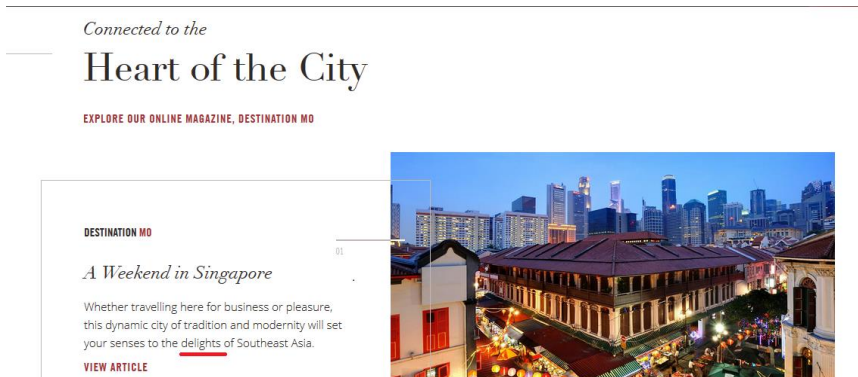 Connected to the
Heart of the City
EXPLORE OUR ONLINE MAGAZINE, DESTINATION MO
DESTINATION MO
01
A Weekend in Singapore
Whether travelling here for business or pleasure,
this dynamic city of tradition and modernity will set
your senses to the delights of Southeast Asia.
VIEW ARTICLE